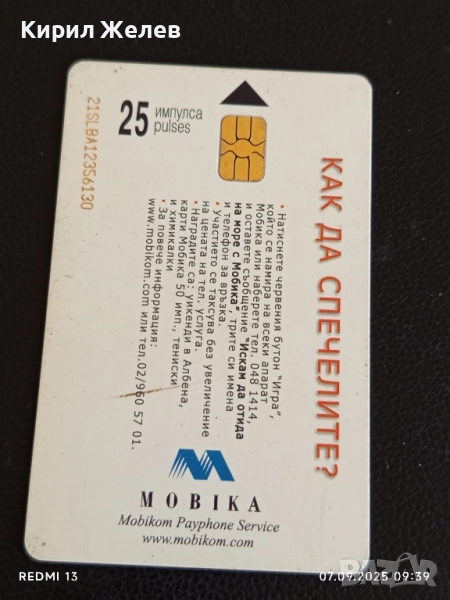 Кирил Желев
25 импулса
pulses
21SLBA12356130
КАК ДА СПЕЧЕЛИТЕ?
• Натиснете червения бутон "Игра",
който се намира на всеки апарат
Мобика или наберете тел. 048 1414,
и оставете съобщение "Искам да отида
на море с Мобика", трите си имена
и телефон за връзка.
• Участието се таксува без увеличение
на цената на тел. услуга.
• Наградите са: уикенди в Албена,
карти Мобика 50 имп., тениски
и химикалки
• За повече информация:
www.mobikom.com или тел.02/960 57 01.
MOBIKA
Mobikom Payphone Service
www.mobikom.com
БАZАР
REDMI 13
07.09.2025 09:39